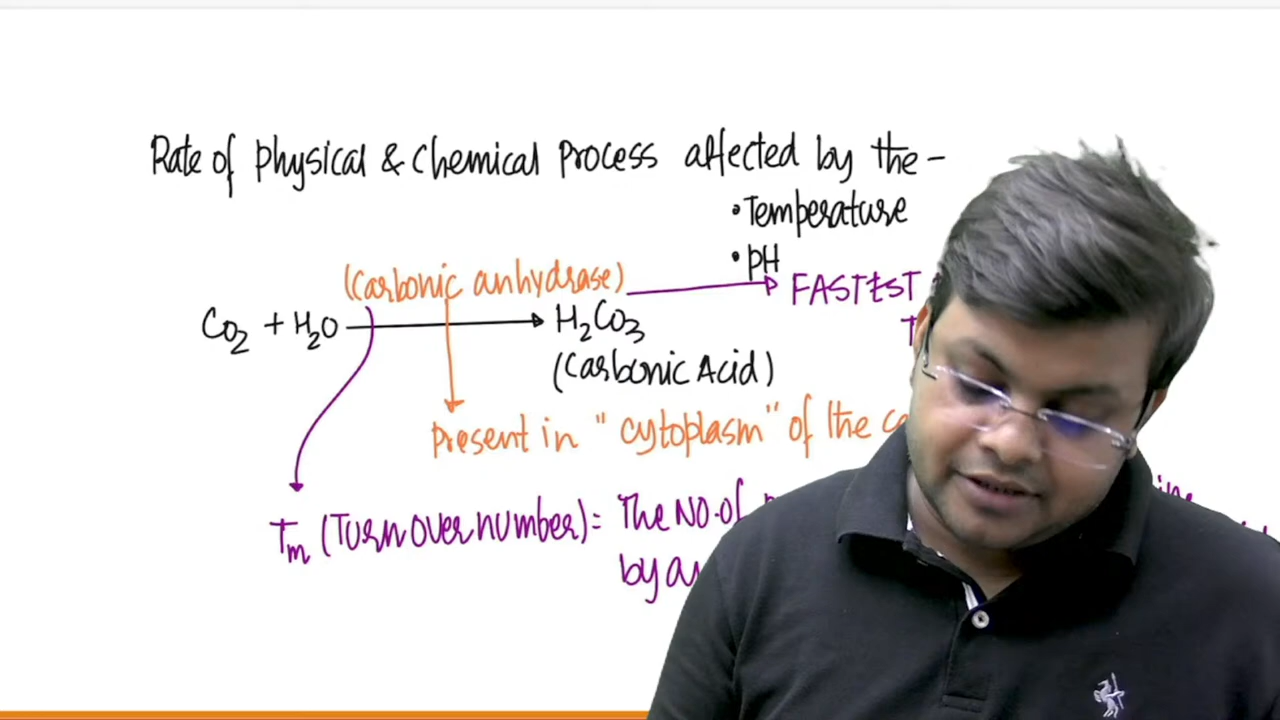 Rate of Physical & Chemical Process affected by the –
• Temperature
• pH
(Carbonic anhydrase)
FASTEST
CO2 + H2O
H2CO3
(Carbonic Acid)
Present in " cytoplasm" of the
Tm (Turn Over number): The NO. of
by